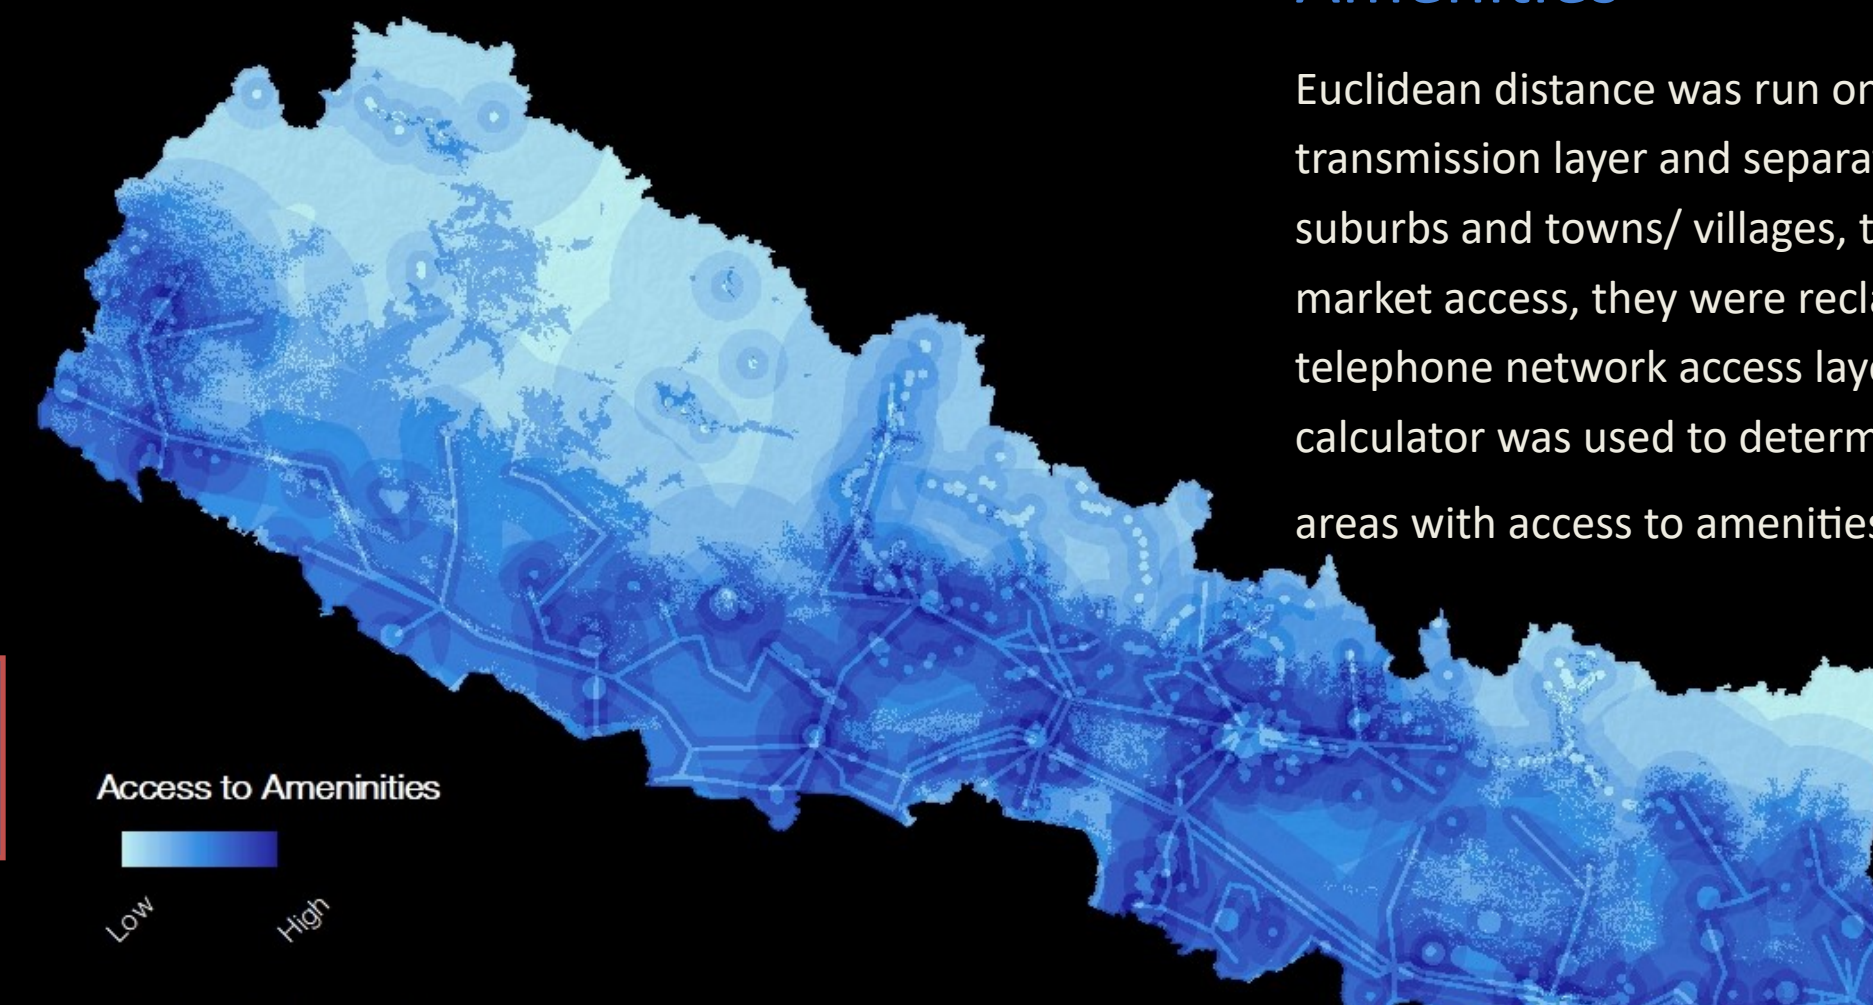 Amenities
Euclidean distance was run on
transmission layer and separa
suburbs and towns/ villages, t
market access, they were recla
telephone network access laye
calculator was used to determ
areas with access to amenities
Access to Ameninities
Low
High